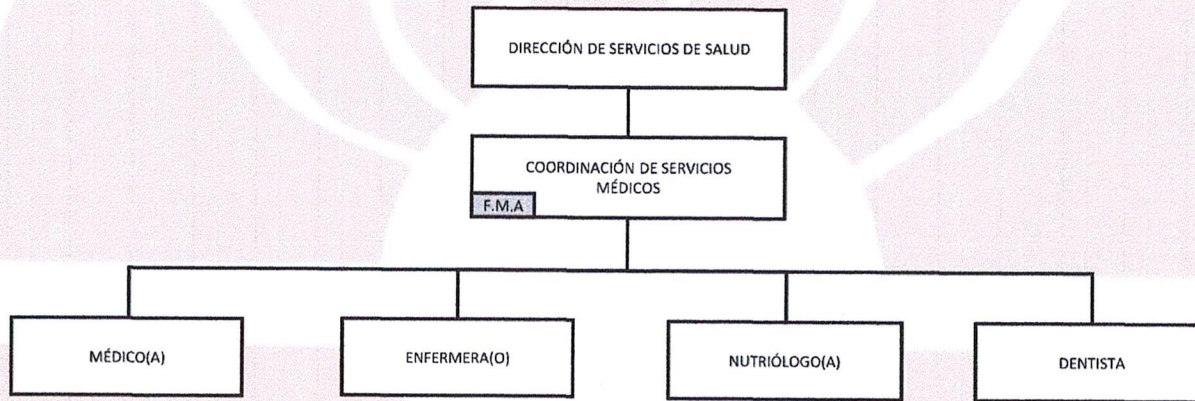 DIRECCIÓN DE SERVICIOS DE SALUD
COORDINACIÓN DE SERVICIOS
MÉDICOS
F.M.A
MÉDICO(A)
ENFERMERA(O)
NUTRIÓLOGO(A)
DENTISTA